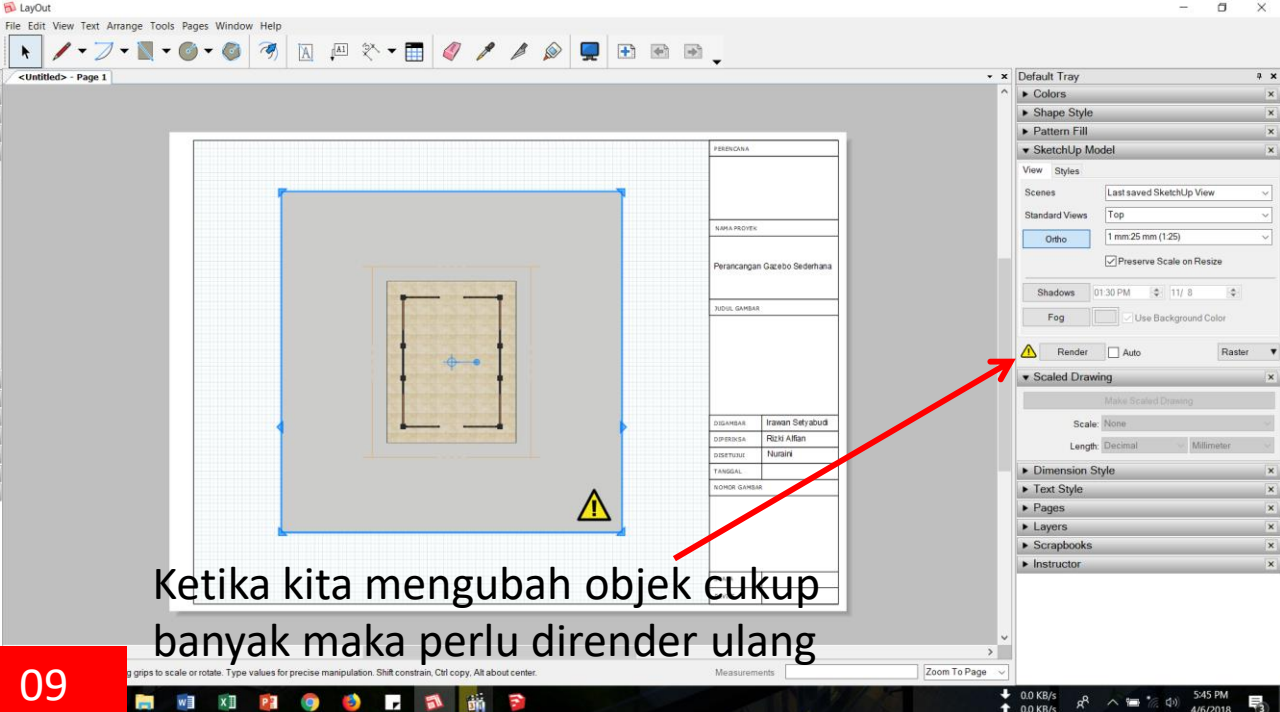 LayOut
File Edit View Text Arrange Tools Pages Window Help
A A1
<Untitled> - Page 1
PERENCANA
NAMA PROYEK
Perancangan Gazebo Sederhana
JUDUL GAMBAR
DIGAMBAR Irawan Setyabudi
DIPERIKSA Rizki Alfian
DISETUJUI Nuraini
TANGGAL
NOMOR GAMBAR
Ketika kita mengubah objek cukup
banyak maka perlu dirender ulang
Default Tray
Colors
Shape Style
Pattern Fill
SketchUp Model
View Styles
Scenes Last saved SketchUp View
Standard Views Top
Ortho 1 mm:25 mm (1:25)
Preserve Scale on Resize
Shadows 01:30 PM 11/ 8
Fog Use Background Color
Render Auto Raster
Scaled Drawing
Make Scaled Drawing
Scale: None
Length: Decimal Millimeter
Dimension Style
Text Style
Pages
Layers
Scrapbooks
Instructor
09
grips to scale or rotate. Type values for precise manipulation. Shift constrain, Ctrl copy, Alt about center.
Measurements
Zoom To Page
0.0 KB/s
0.0 KB/s
5:45 PM
4/6/2018